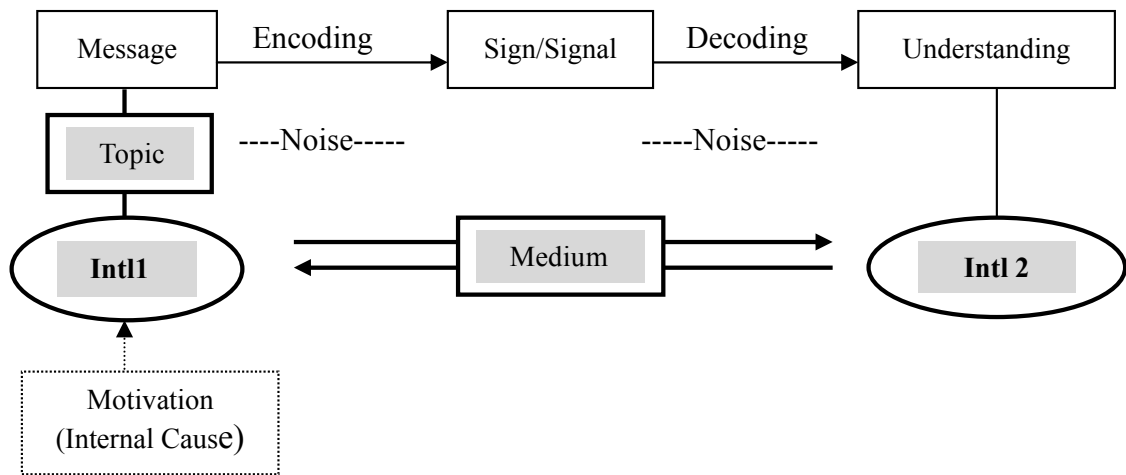 Message
Encoding
Sign/Signal
Decoding
Understanding
Topic
----Noise-----
----Noise-----
Intl1
Medium
Intl 2
Motivation
(Internal Cause)